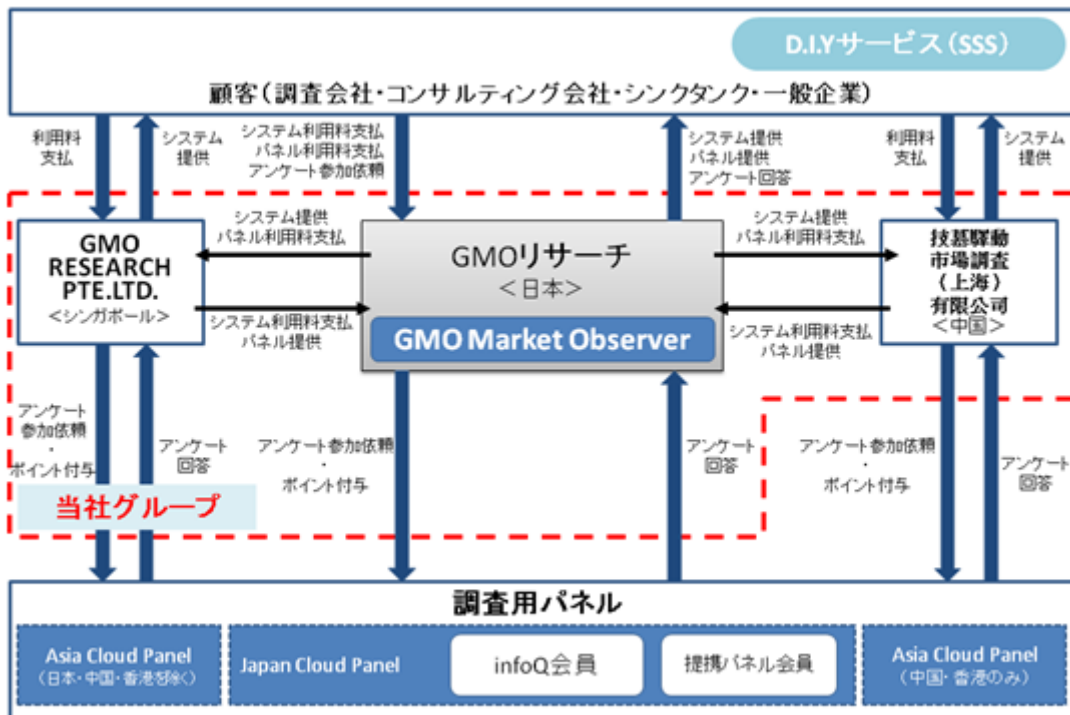 D.I.Yサービス(SSS)
顧客(調査会社・コンサルティング会社・シンクタンク・一般企業)
利用料
支払
システム
提供
システム利用料支払
パネル利用料支払
アンケート参加依頼
システム提供
パネル提供
アンケート回答
利用料
支払
システム
提供
GMO
RESEARCH
PTE.LTD.
<シンガポール>
システム提供
パネル利用料支払
システム利用料支払
パネル提供
GMOリサーチ
<日本>
GMO Market Observer
システム提供
パネル利用料支払
システム利用料支払
パネル提供
技慕驛動
市場調査
(上海)
有限公司
<中国>
アンケート
参加依頼
・
ポイント付与
アンケート
回答
アンケート参加依頼
・
ポイント付与
アンケート
回答
アンケート参加依頼
・
ポイント付与
アンケート
回答
当社グループ
調査用パネル
Asia Cloud Panel
(日本・中国・香港を除く)
Japan Cloud Panel
infoQ会員
提携パネル会員
Asia Cloud Panel
(中国・香港のみ)